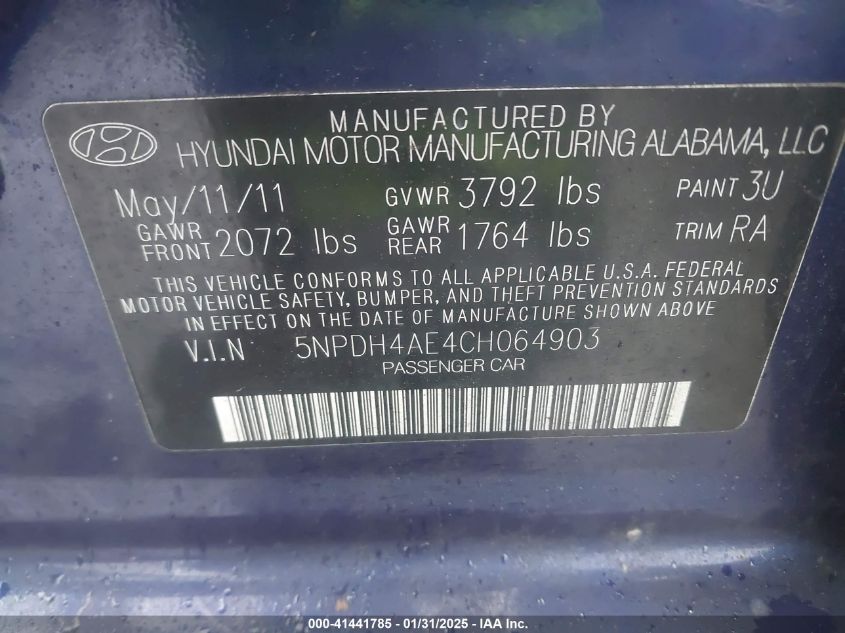 MANUFACTURED BY
HYUNDAI MOTOR MANUFACTURING ALABAMA, LLC
May/11/11 GVWR 3792 lbs PAINT 3U
GAWR FRONT 2072 lbs GAWR REAR 1764 lbs TRIM RA
THIS VEHICLE CONFORMS TO ALL APPLICABLE U.S.A. FEDERAL
MOTOR VEHICLE SAFETY, BUMPER, AND THEFT PREVENTION STANDARDS
IN EFFECT ON THE DATE OF MANUFACTURE SHOWN ABOVE
V.I.N 5NPDH4AE4CH064903
PASSENGER CAR
000-41441785 - 01/31/2025 - Copart, Inc.